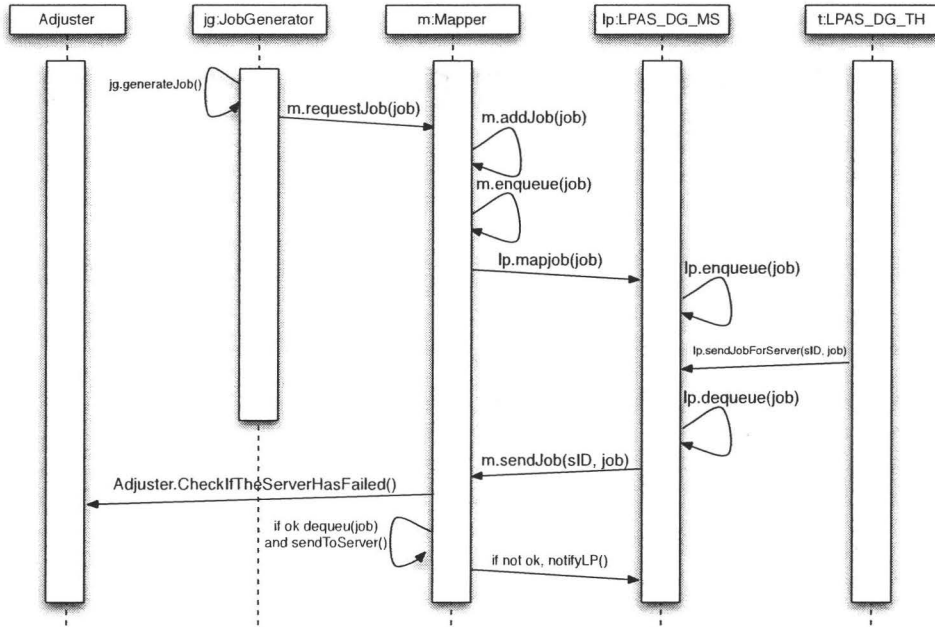 Adjuster
jg:JobGenerator
m:Mapper
lp:LPAS_DG_MS
t:LPAS_DG_TH
jg.generateJob()
m.requestJob(job)
m.addJob(job)
m.enqueue(job)
lp.mapjob(job)
lp.enqueue(job)
lp.sendJobForServer(sID, job)
lp.dequeue(job)
m.sendJob(sID, job)
Adjuster.CheckIfTheServerHasFailed()
if ok dequeu(job)
and sendToServer()
if not ok, notifyLP()